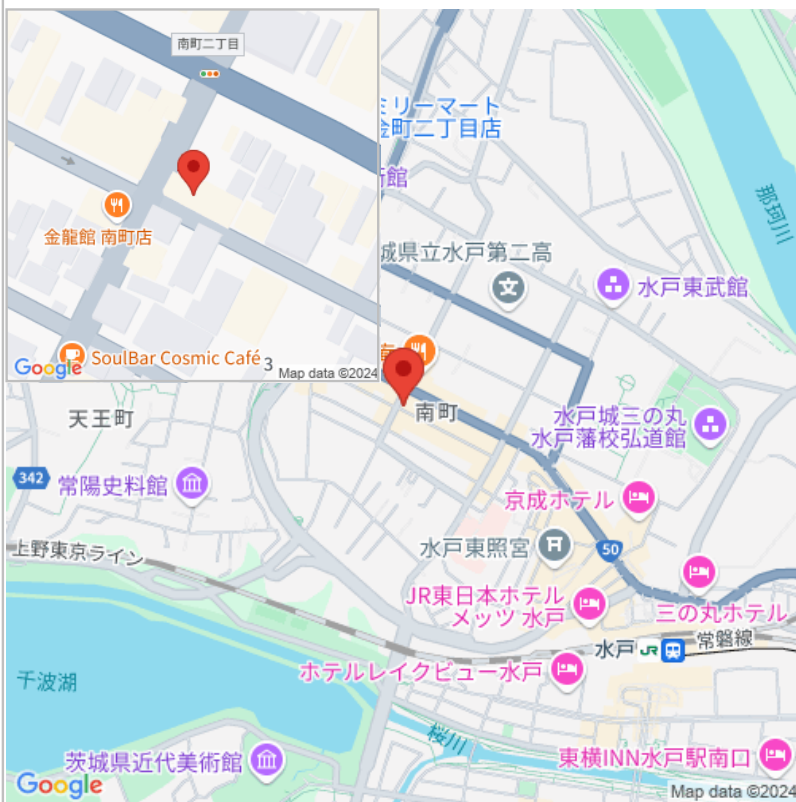 南町二丁目
金龍館 南町店
SoulBar Cosmic Café
3
Google
Map data ©2024
ミリーマート
金町二丁目店
術館
那珂川
城県立水戸第二高
水戸東武館
南町
水戸城三の丸
水戸藩校弘道館
天王町
342
常陽史料館
京成ホテル
上野東京ライン
水戸東照宮
50
JR東日本ホテル
メッツ 水戸
三の丸ホテル
水戸
JR
常磐線
ホテルレイクビュー水戸
千波湖
桜川
茨城県近代美術館
東横INN水戸駅南口
Google
Map data ©2024